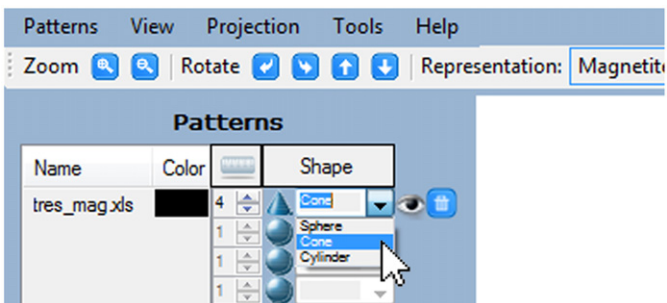 Patterns View Projection Tools Help
Zoom Rotate Representation: Magnetite
Patterns
Name Color Shape
tres_mag.xls 4 Cone
1 Sphere
Cone
1 Cylinder
1